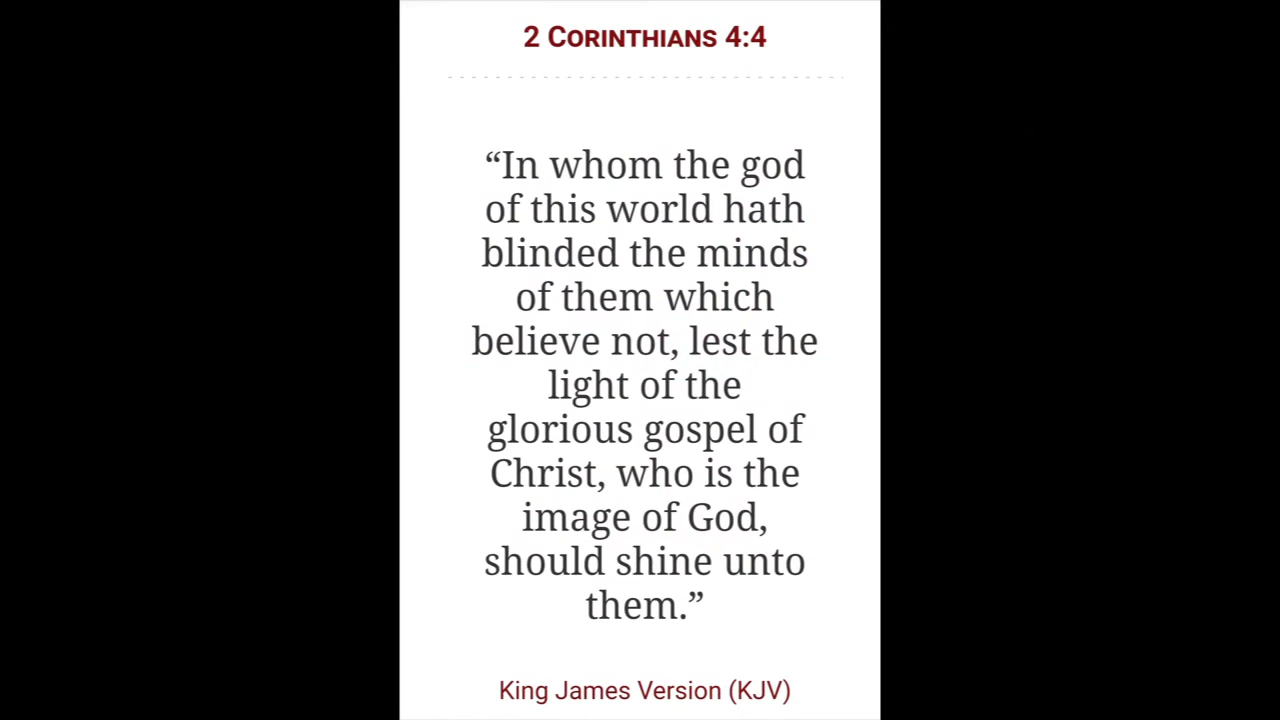 2 Corinthians 4:4
“In whom the god
of this world hath
blinded the minds
of them which
believe not, lest the
light of the
glorious gospel of
Christ, who is the
image of God,
should shine unto
them.”
King James Version (KJV)